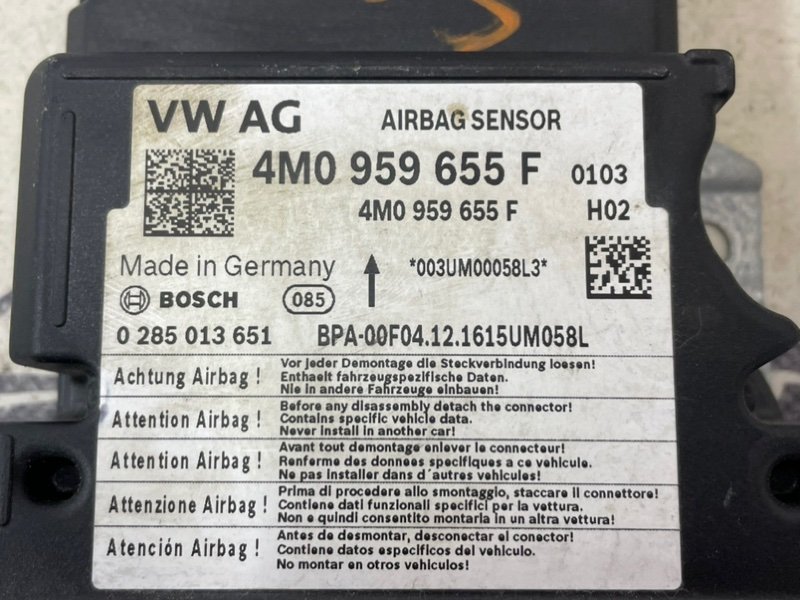 VW AG
AIRBAG SENSOR
4M0 959 655 F 0103
4M0 959 655 F H02
Made in Germany *003UM00058L3*
BOSCH 085
0 285 013 651 BPA-00F04.12.1615UM058L
Achtung Airbag !
Vor jeder Demontage die Steckverbindung loesen!
Enthaelt fahrzeugspezifische Daten.
Nie in andere Fahrzeuge einbauen!
Attention Airbag !
Before any disassembly detach the connector!
Contains specific vehicle data.
Never install in another car!
Attention Airbag !
Avant tout demontage enlever le connecteur!
Renferme des donnees specifiques a ce vehicule.
Ne pas installer dans d´autres vehicules!
Attenzione Airbag !
Prima di procedere allo smontaggio, staccare il connettore!
Contiene dati funzionali specifici per la vettura.
Non e quindi consentito montarla in un altra vettura!
Atención Airbag !
Antes de desmontar, desconectar el conector!
Contiene datos especificos del vehiculo.
No montar en otros vehiculos!